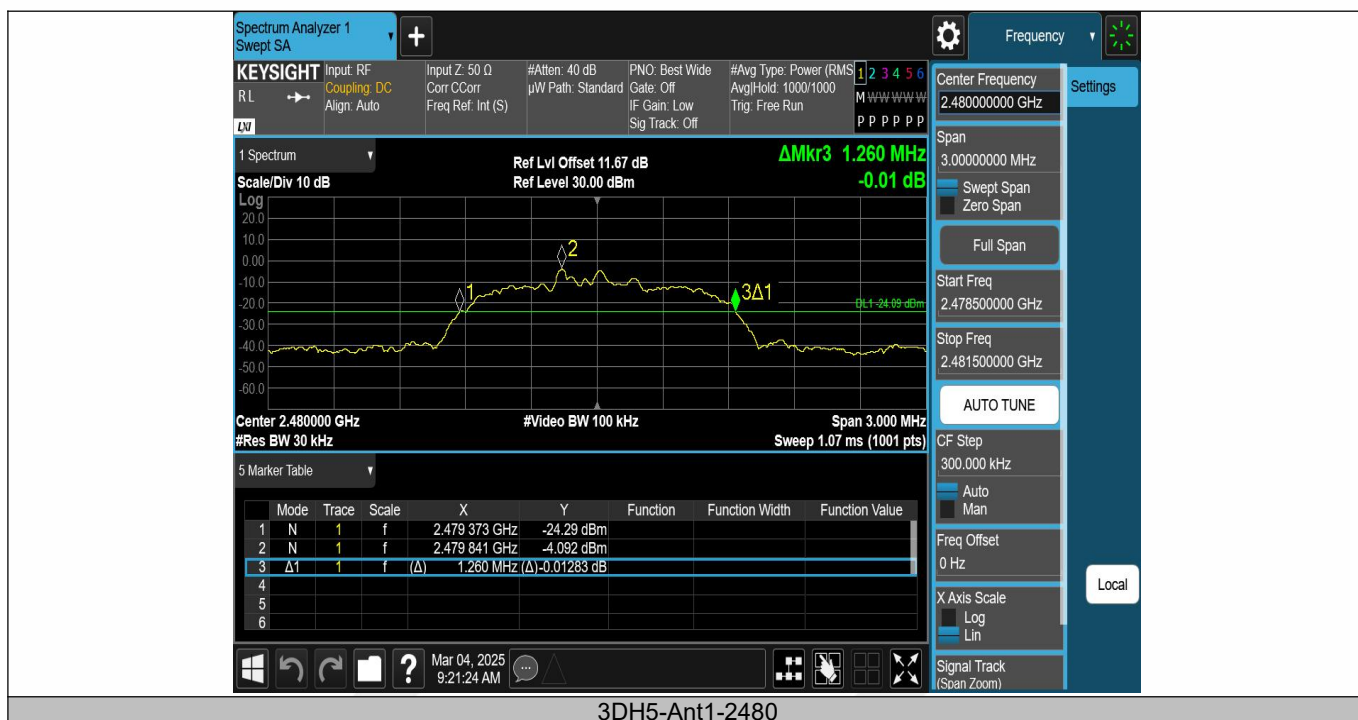 Spectrum Analyzer 1
Swept SA
+
Frequency
KEYSIGHT
RL
LXI
Input: RF
Coupling: DC
Align: Auto
Input Z: 50 Ω
Corr CCorr
Freq Ref: Int (S)
#Atten: 40 dB
µW Path: Standard
PNO: Best Wide
Gate: Off
IF Gain: Low
Sig Track: Off
#Avg Type: Power (RMS
Avg|Hold: 1000/1000
Trig: Free Run
1 2 3 4 5 6
M W W W W W
P P P P P P
1 Spectrum
Scale/Div 10 dB
Ref Lvl Offset 11.67 dB
Ref Level 30.00 dBm
ΔMkr3 1.260 MHz
-0.01 dB
Log
20.0
10.0
0.00
-10.0
-20.0
-30.0
-40.0
-50.0
-60.0
1
2
3Δ1
DL1 -24.09 dBm
Center 2.480000 GHz
#Video BW 100 kHz
Span 3.000 MHz
#Res BW 30 kHz
Sweep 1.07 ms (1001 pts)
5 Marker Table
Mode Trace Scale X Y Function Function Width Function Value
1 N 1 f 2.479 373 GHz -24.29 dBm
2 N 1 f 2.479 841 GHz -4.092 dBm
3 Δ1 1 f (Δ) 1.260 MHz (Δ) -0.01283 dB
4
5
6
?
Mar 04, 2025
9:21:24 AM
Center Frequency
2.480000000 GHz
Settings
Span
3.00000000 MHz
Swept Span
Zero Span
Full Span
Start Freq
2.478500000 GHz
Stop Freq
2.481500000 GHz
AUTO TUNE
CF Step
300.000 kHz
Auto
Man
Freq Offset
0 Hz
X Axis Scale
Log
Lin
Local
Signal Track
(Span Zoom)
3DH5-Ant1-2480